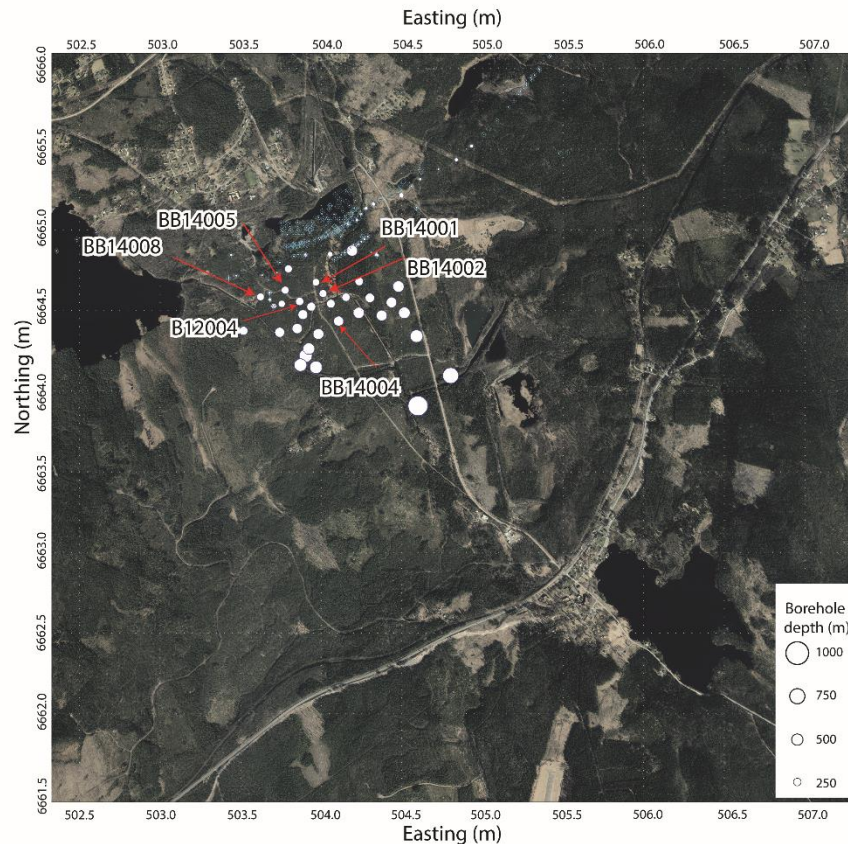 Easting (m)
502.5 503.0 503.5 504.0 504.5 505.0 505.5 506.0 506.5 507.0
Northing (m)
6666.0
6665.5
6665.0
6664.5
6664.0
6663.5
6663.0
6662.5
6662.0
6661.5
BB14005
BB14001
BB14008
BB14002
B12004
BB14004
Borehole
depth (m)
1000
750
500
250
502.5 503.0 503.5 504.0 504.5 505.0 505.5 506.0 506.5 507.0
Easting (m)